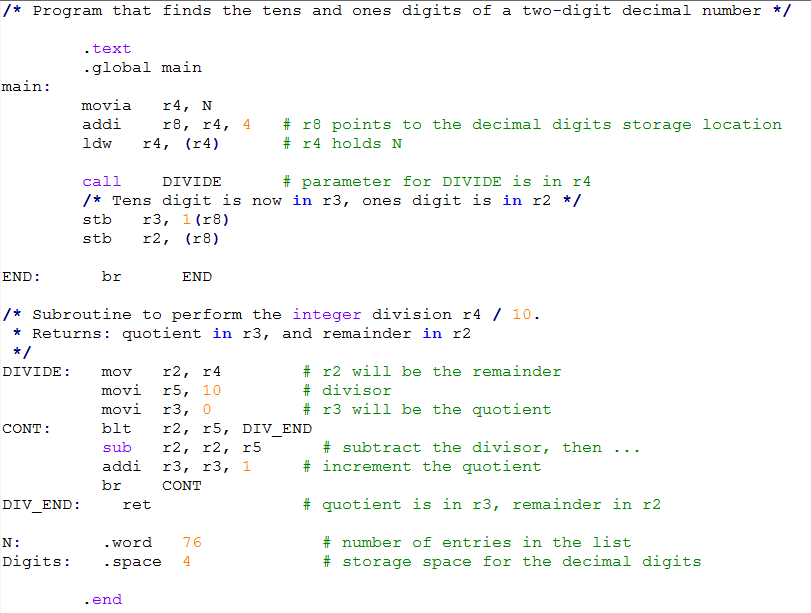 /* Program that finds the tens and ones digits of a two-digit decimal number */
.text
.global main
main:
movia r4, N
addi r8, r4, 4 # r8 points to the decimal digits storage location
ldw r4, (r4) # r4 holds N
call DIVIDE # parameter for DIVIDE is in r4
/* Tens digit is now in r3, ones digit is in r2 */
stb r3, 1(r8)
stb r2, (r8)
END: br END
/* Subroutine to perform the integer division r4 / 10.
* Returns: quotient in r3, and remainder in r2
*/
DIVIDE: mov r2, r4 # r2 will be the remainder
movi r5, 10 # divisor
movi r3, 0 # r3 will be the quotient
CONT: blt r2, r5, DIV_END
sub r2, r2, r5 # subtract the divisor, then ...
addi r3, r3, 1 # increment the quotient
br CONT
DIV_END: ret # quotient is in r3, remainder in r2
N: .word 76 # number of entries in the list
Digits: .space 4 # storage space for the decimal digits
.end